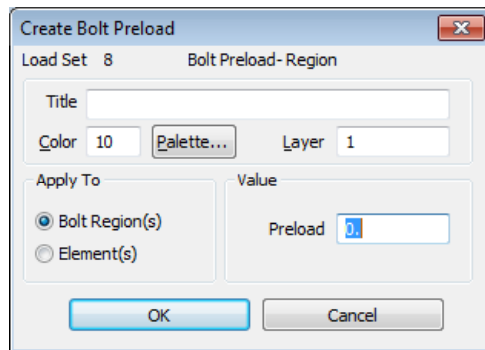 Create Bolt Preload
Load Set 8 Bolt Preload- Region
Title
Color 10 Palette... Layer 1
Apply To Value
Bolt Region(s)
Preload 0.
Element(s)
OK Cancel